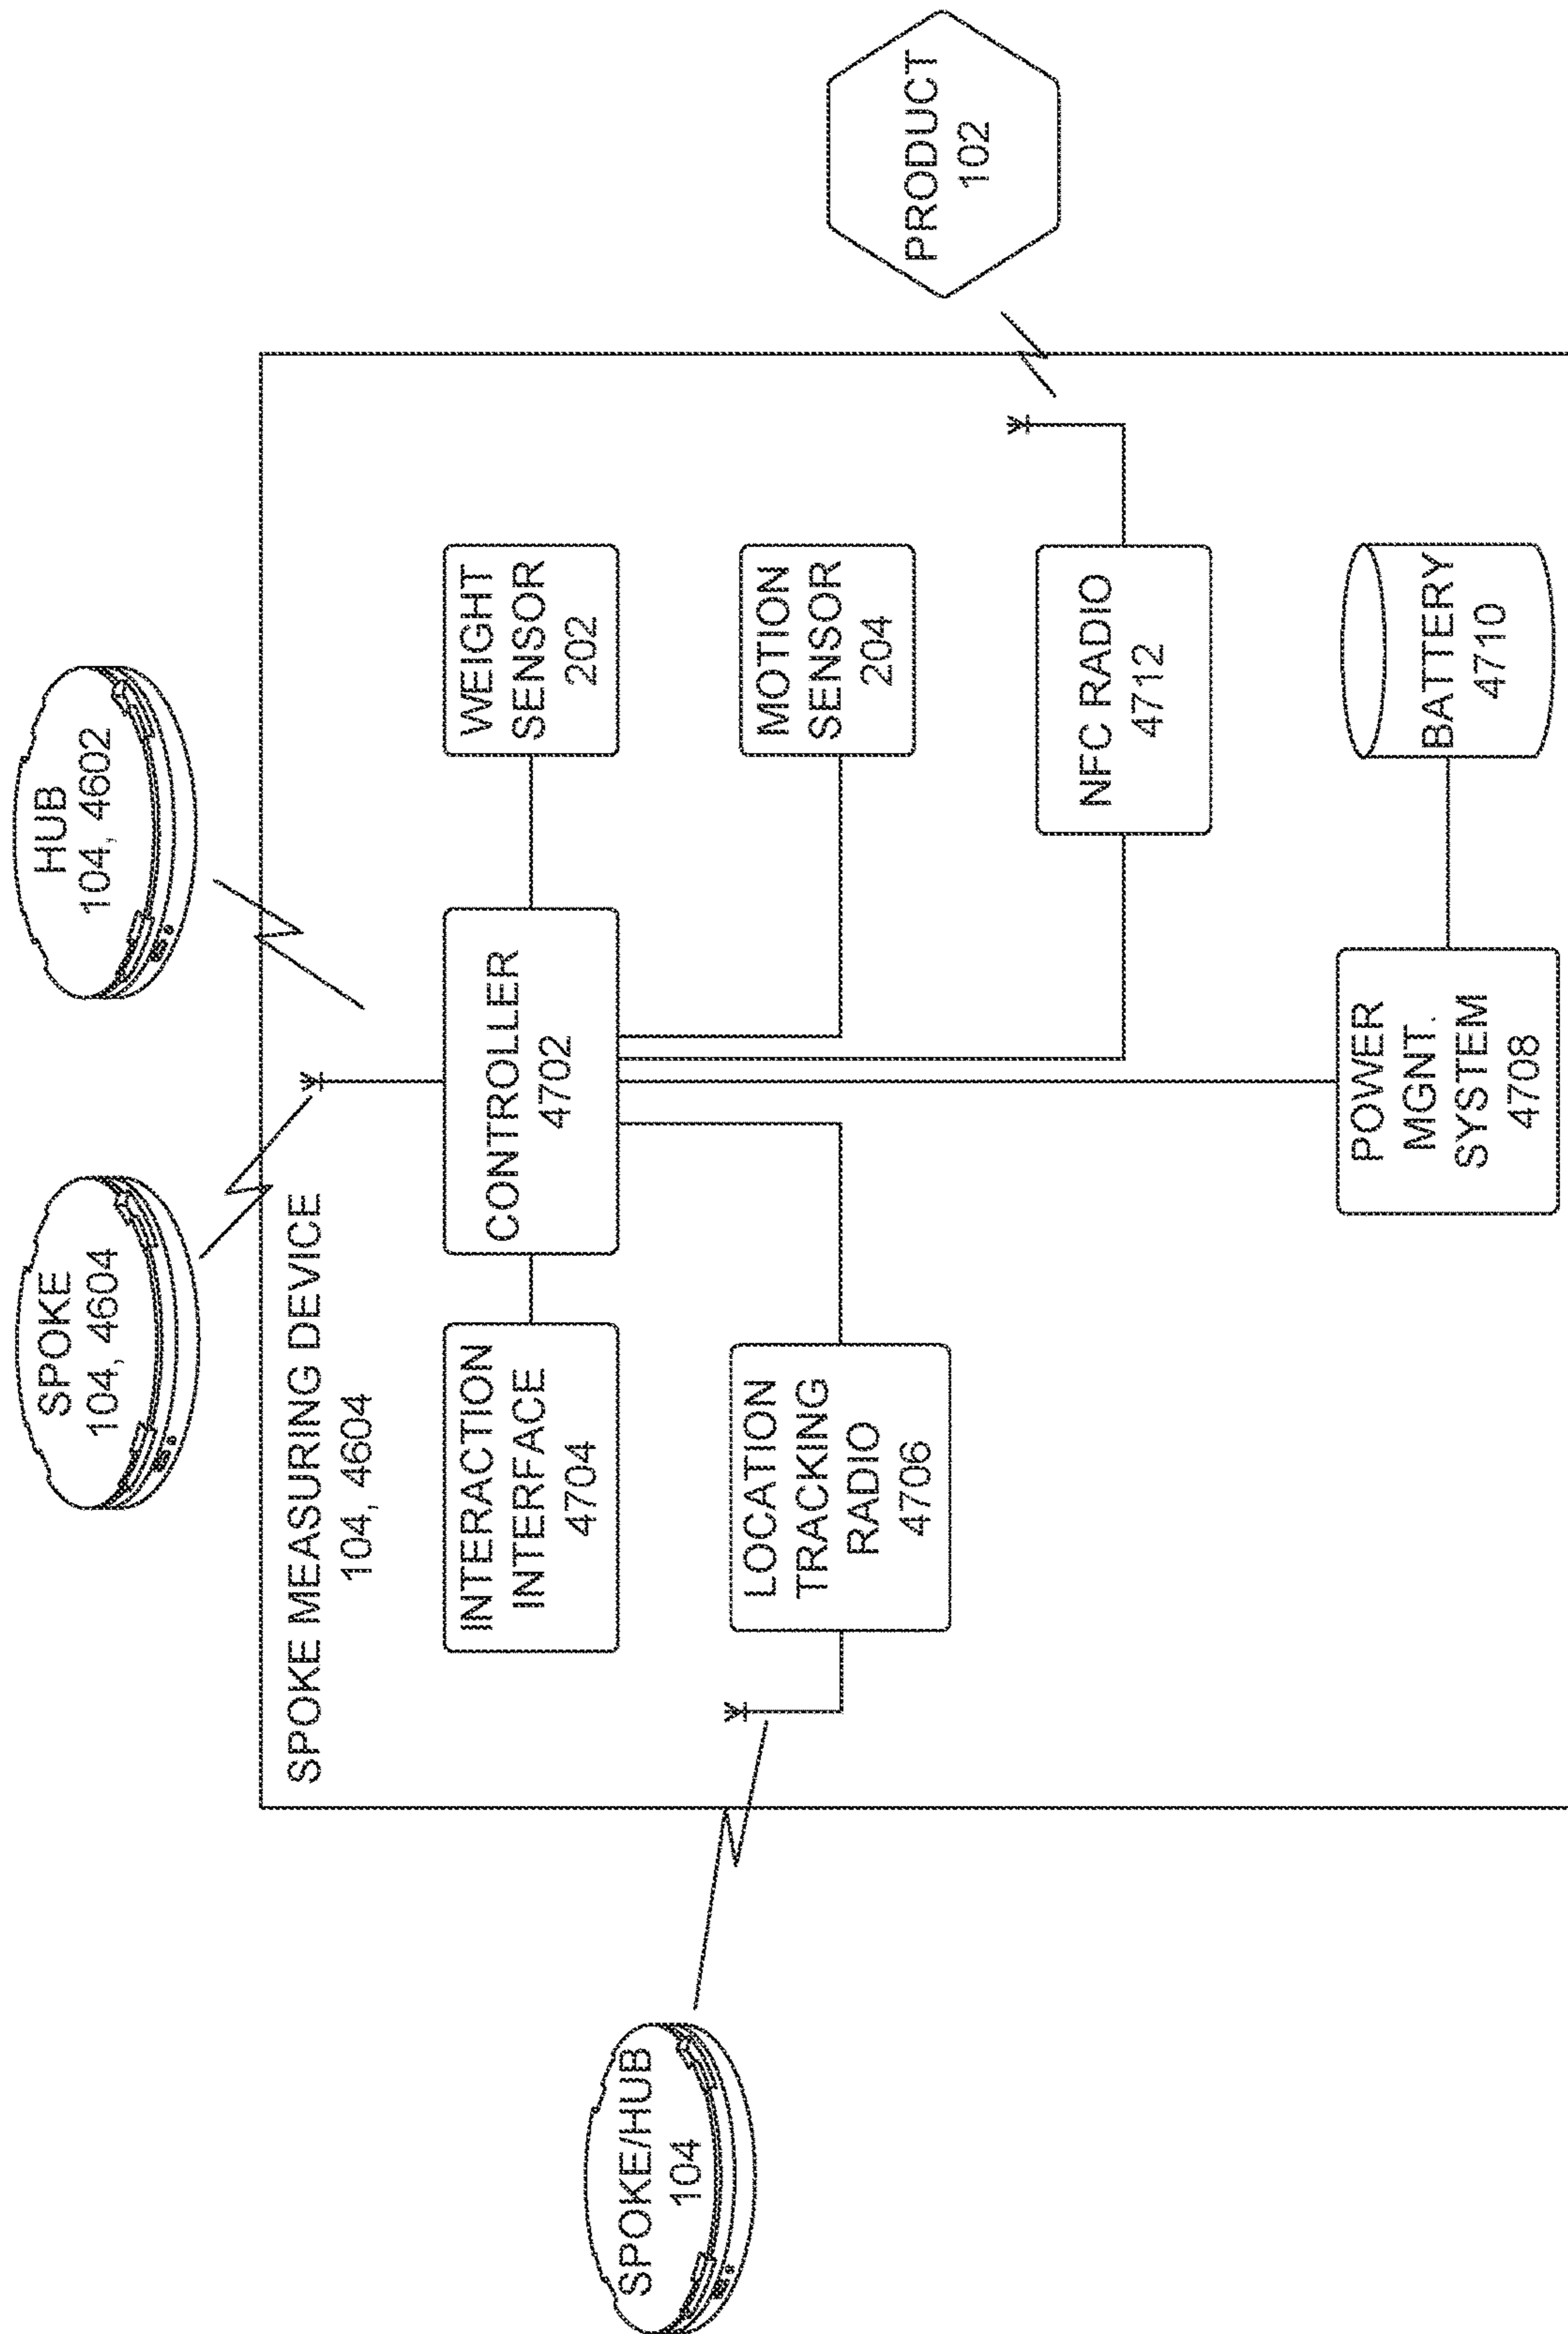 SPOKE
104, 4604
HUB
104, 4602
SPOKE MEASURING DEVICE
104, 4604
SPOKE/HUB
104
INTERACTION
INTERFACE
4704
CONTROLLER
4702
WEIGHT
SENSOR
202
LOCATION
TRACKING
RADIO
4706
MOTION
SENSOR
204
PRODUCT
102
NFC RADIO
4712
POWER
MGNT.
SYSTEM
4708
BATTERY
4710